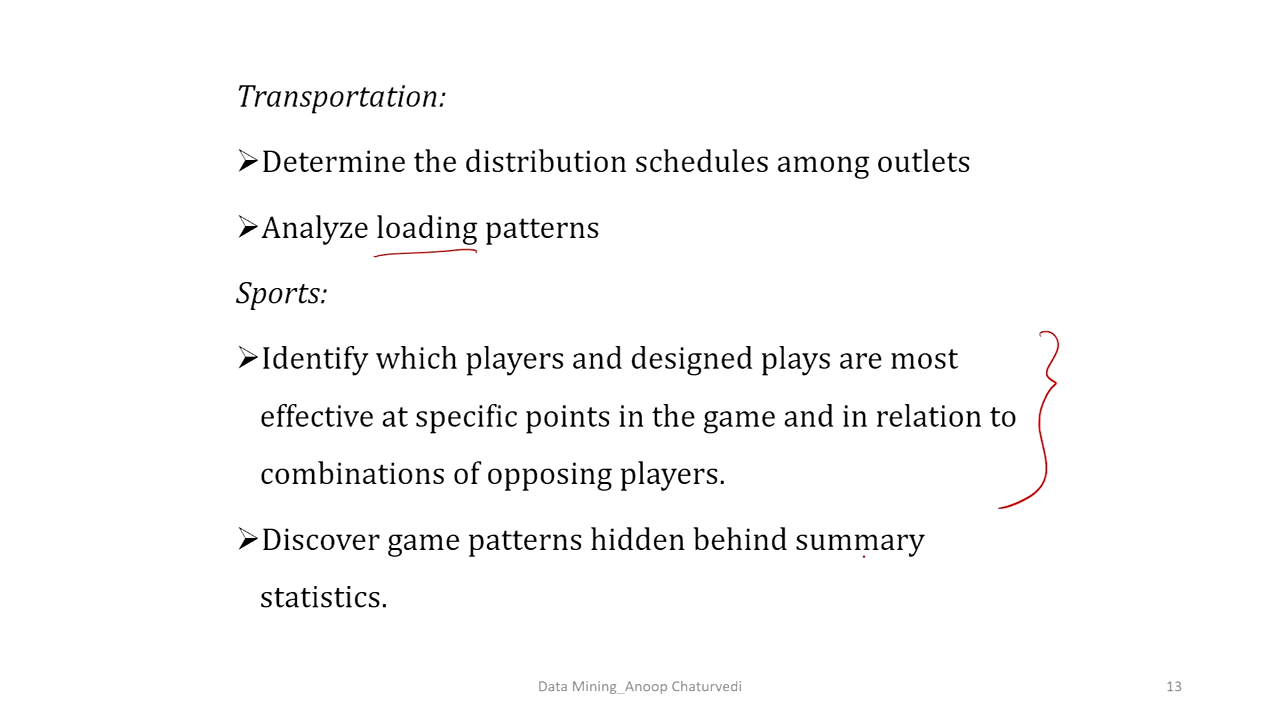 Transportation:
➢Determine the distribution schedules among outlets
➢Analyze loading patterns
Sports:
➢Identify which players and designed plays are most
effective at specific points in the game and in relation to
combinations of opposing players.
➢Discover game patterns hidden behind summary
statistics.
Data Mining_Anoop Chaturvedi
13